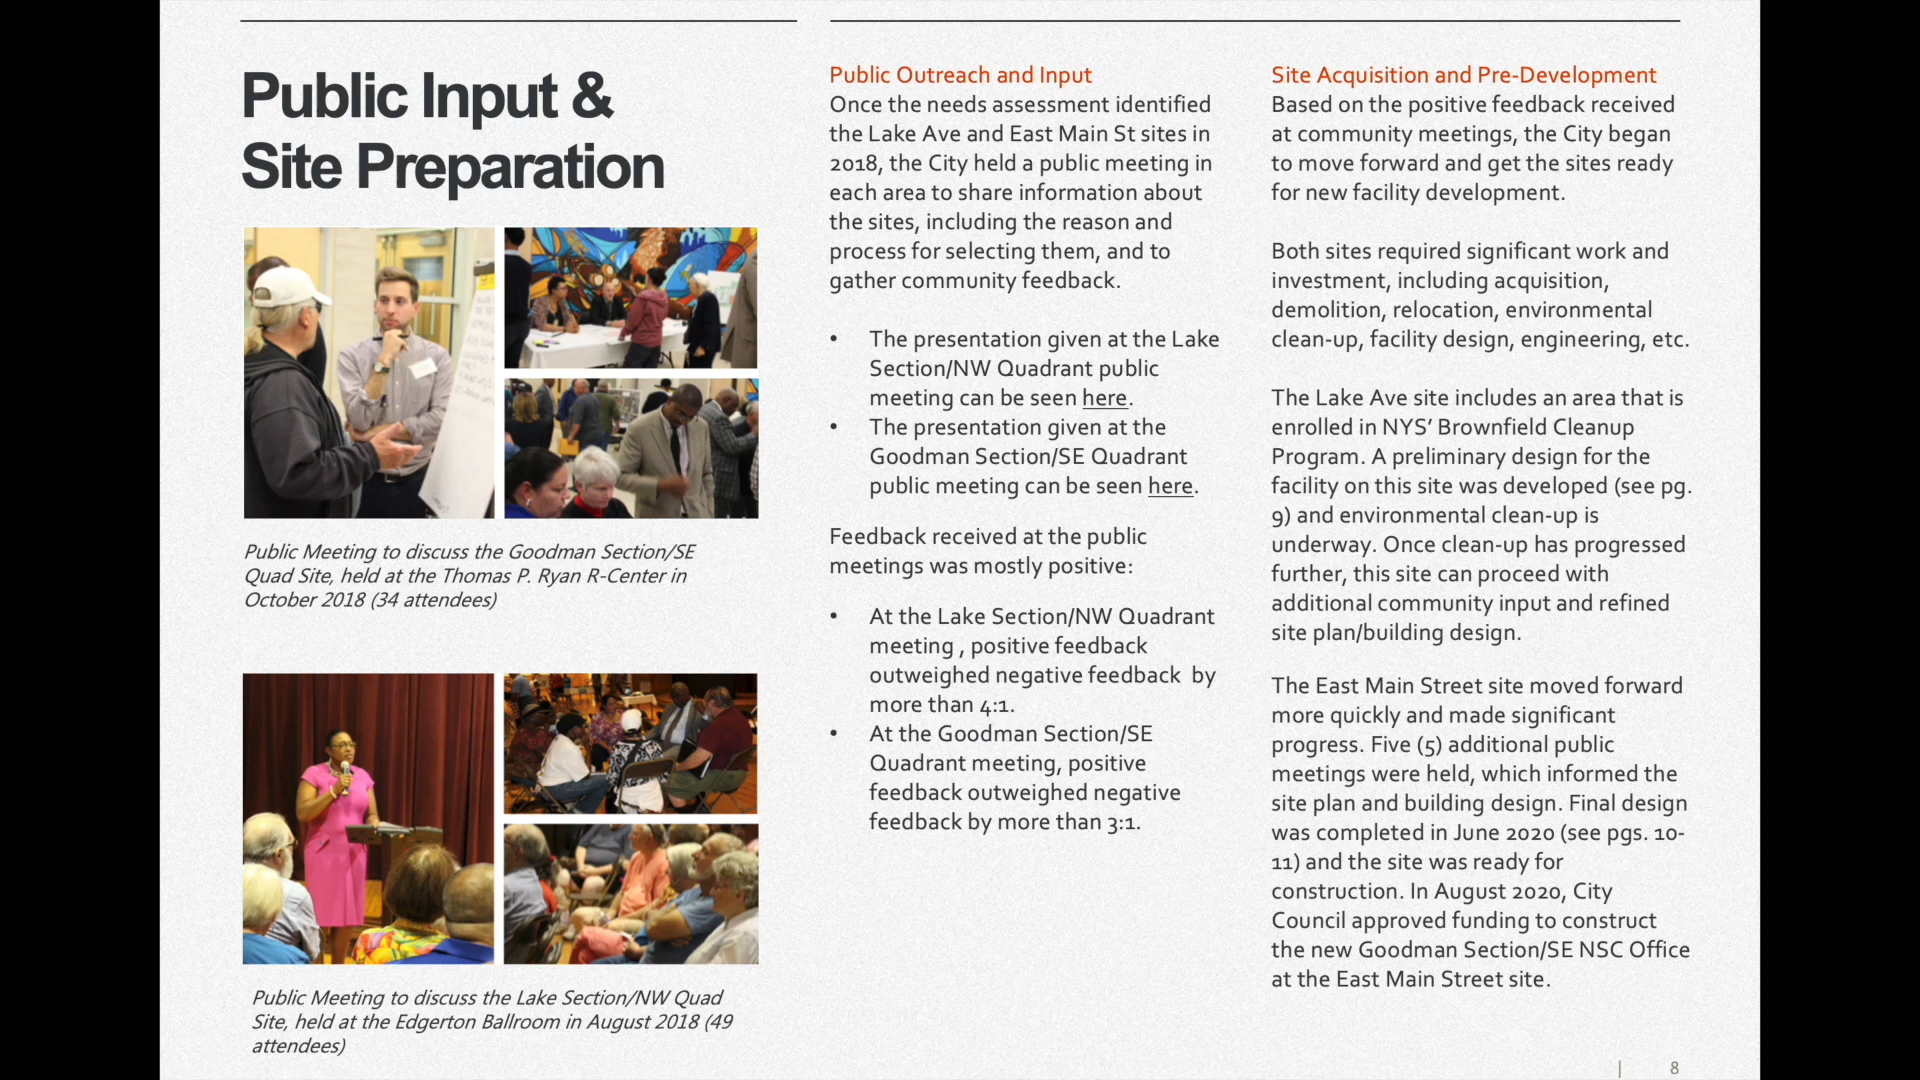 Public Input &
Site Preparation
Public Meeting to discuss the Goodman Section/SE
Quad Site, held at the Thomas P. Ryan R-Center in
October 2018 (34 attendees)
Public Meeting to discuss the Lake Section/NW Quad
Site, held at the Edgerton Ballroom in August 2018 (49
attendees)
Public Outreach and Input
Once the needs assessment identified
the Lake Ave and East Main St sites in
2018, the City held a public meeting in
each area to share information about
the sites, including the reason and
process for selecting them, and to
gather community feedback.
• The presentation given at the Lake
Section/NW Quadrant public
meeting can be seen here.
• The presentation given at the
Goodman Section/SE Quadrant
public meeting can be seen here.
Feedback received at the public
meetings was mostly positive:
• At the Lake Section/NW Quadrant
meeting , positive feedback
outweighed negative feedback  by
more than 4:1.
• At the Goodman Section/SE
Quadrant meeting, positive
feedback outweighed negative
feedback by more than 3:1.
Site Acquisition and Pre-Development
Based on the positive feedback received
at community meetings, the City began
to move forward and get the sites ready
for new facility development.
Both sites required significant work and
investment, including acquisition,
demolition, relocation, environmental
clean-up, facility design, engineering, etc.
The Lake Ave site includes an area that is
enrolled in NYS’ Brownfield Cleanup
Program. A preliminary design for the
facility on this site was developed (see pg.
9) and environmental clean-up is
underway. Once clean-up has progressed
further, this site can proceed with
additional community input and refined
site plan/building design.
The East Main Street site moved forward
more quickly and made significant
progress. Five (5) additional public
meetings were held, which informed the
site plan and building design. Final design
was completed in June 2020 (see pgs. 10-
11) and the site was ready for
construction. In August 2020, City
Council approved funding to construct
the new Goodman Section/SE NSC Office
at the East Main Street site.
| 8